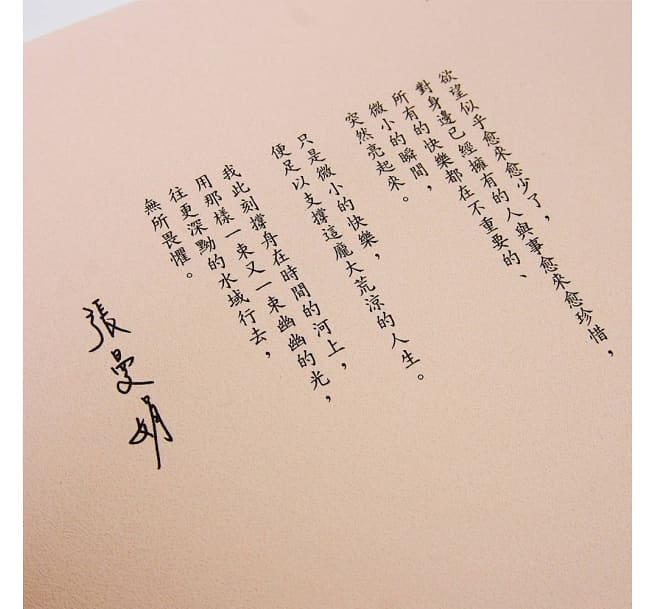 欲望似乎愈來愈少了，
對身邊已經擁有的人與事愈來愈珍惜，
所有的快樂都在不重要的、
微小的瞬間，
突然亮起來。
只是微小的快樂，
便足以支撐這龐大荒涼的人生。
我此刻撐舟在時間的河上，
用那樣一束又一束幽幽的光，
往更深黝的水域行去，
無所畏懼。
張曼娟